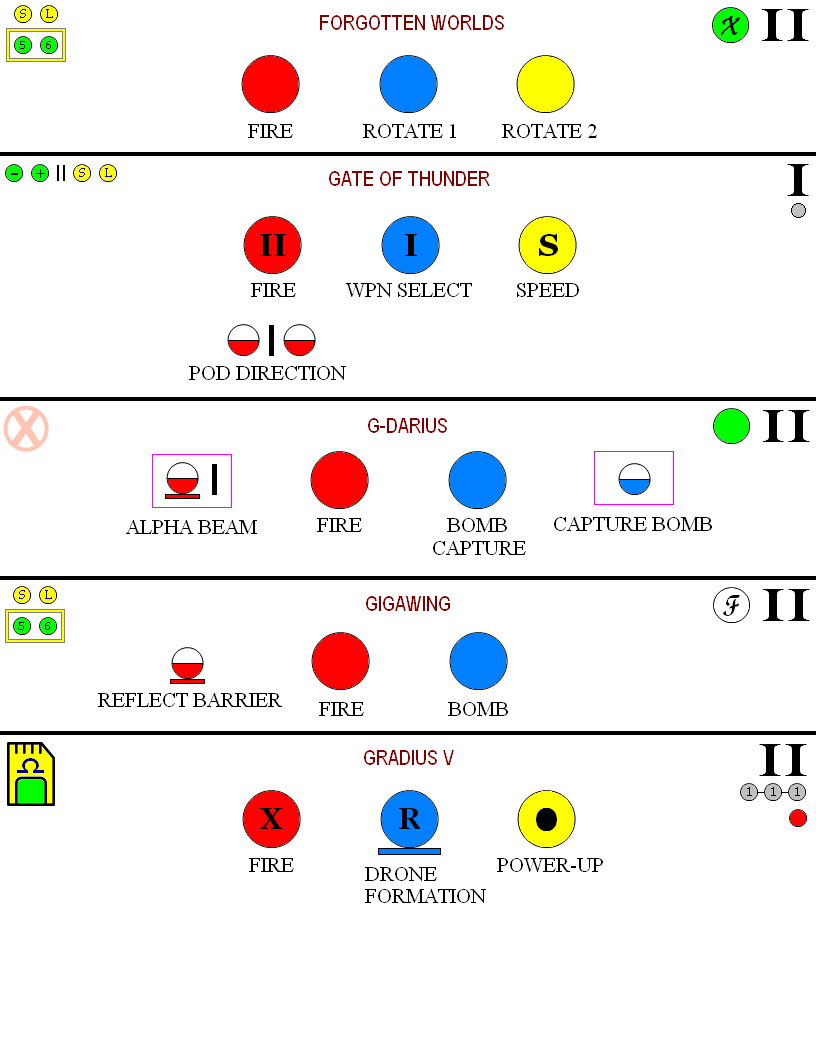 S L
FORGOTTEN WORLDS
X II
5 6
FIRE ROTATE 1 ROTATE 2
- + S L
GATE OF THUNDER
I
II I S
FIRE WPN SELECT SPEED
POD DIRECTION
X
G-DARIUS
II
ALPHA BEAM FIRE BOMB CAPTURE BOMB
CAPTURE
S L
GIGAWING
F II
5 6
REFLECT BARRIER FIRE BOMB
Ω
GRADIUS V
II
1 1 1
X R
FIRE DRONE POWER-UP
FORMATION